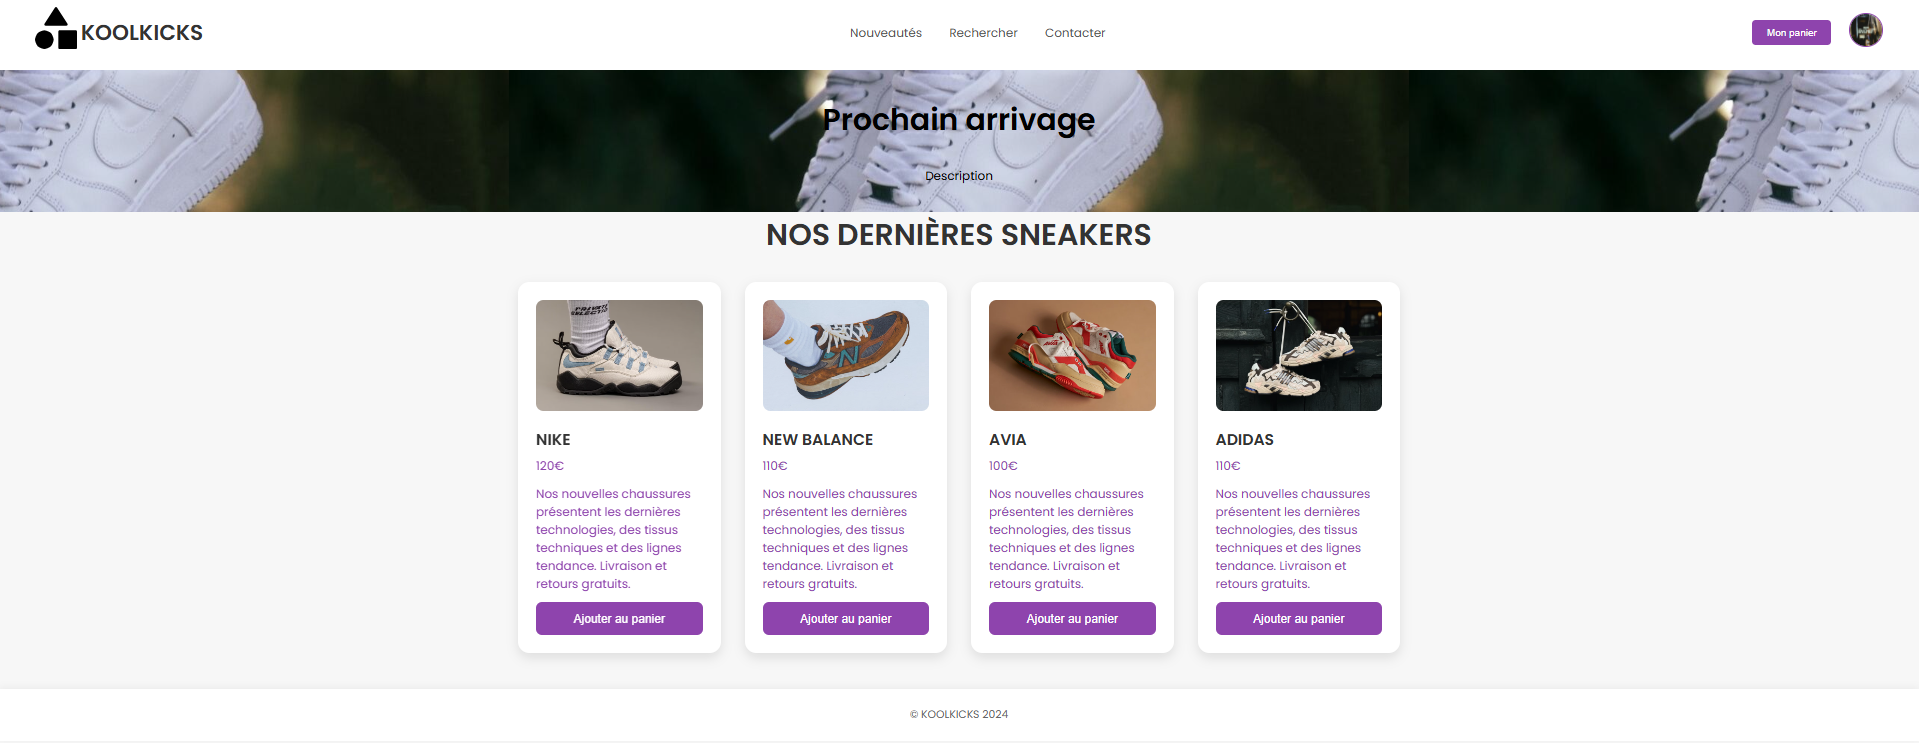 KOOLKICKS
Nouveautés Rechercher Contacter
Mon panier
Prochain arrivage
Description
NOS DERNIÈRES SNEAKERS
NIKE
120€
Nos nouvelles chaussures
présentent les dernières
technologies, des tissus
techniques et des lignes
tendance. Livraison et
retours gratuits.
Ajouter au panier
NEW BALANCE
110€
Nos nouvelles chaussures
présentent les dernières
technologies, des tissus
techniques et des lignes
tendance. Livraison et
retours gratuits.
Ajouter au panier
AVIA
100€
Nos nouvelles chaussures
présentent les dernières
technologies, des tissus
techniques et des lignes
tendance. Livraison et
retours gratuits.
Ajouter au panier
ADIDAS
110€
Nos nouvelles chaussures
présentent les dernières
technologies, des tissus
techniques et des lignes
tendance. Livraison et
retours gratuits.
Ajouter au panier
© KOOLKICKS 2024